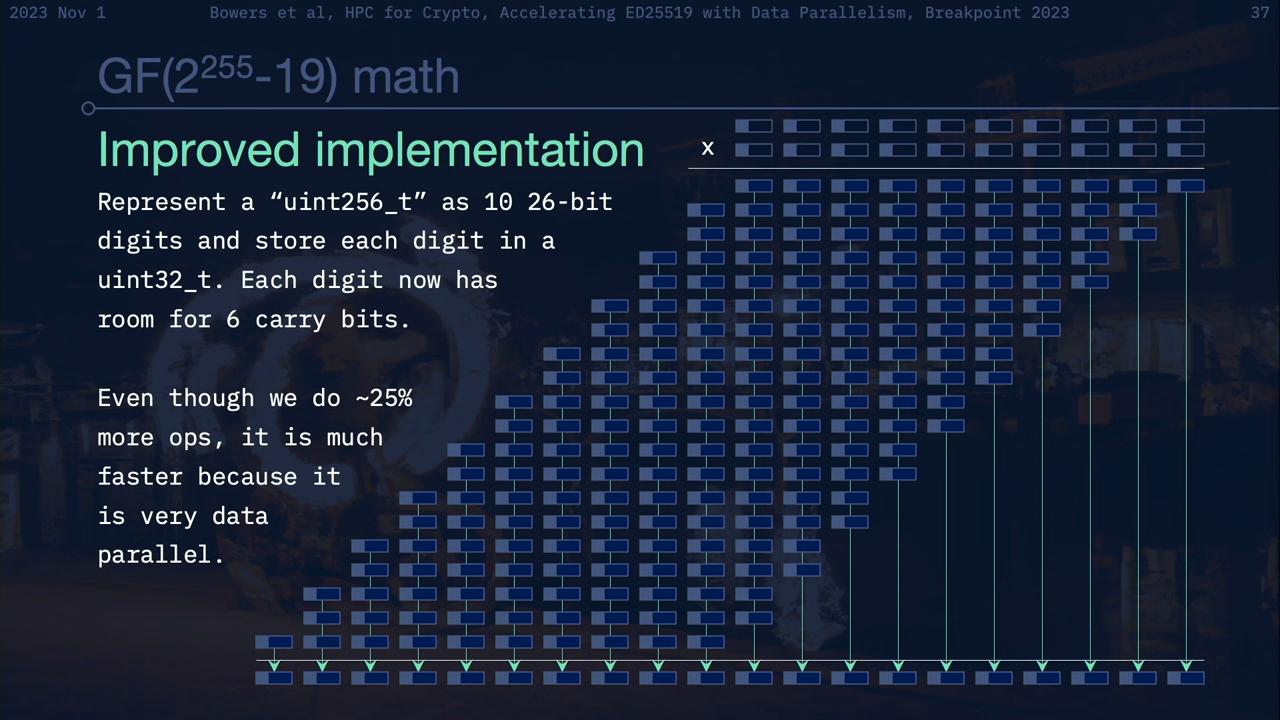 2023 Nov 1 Bowers et al, HPC for Crypto, Accelerating ED25519 with Data Parallelism, Breakpoint 2023 37
GF(2²⁵⁵-19) math
Improved implementation
x
Represent a “uint256_t” as 10 26-bit
digits and store each digit in a
uint32_t. Each digit now has
room for 6 carry bits.
Even though we do ~25%
more ops, it is much
faster because it
is very data
parallel.